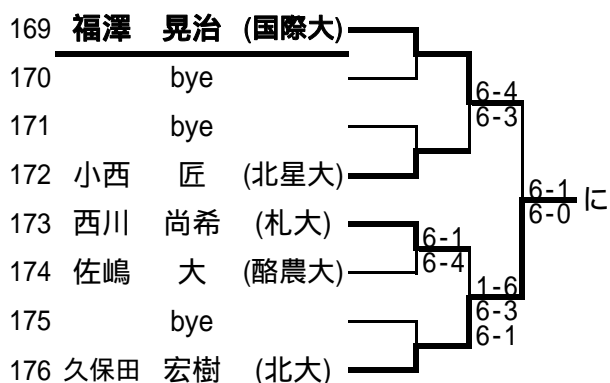 169 福澤 晃治 (国際大)
170 bye
6-4
6-3
171 bye
172 小西 匠 (北星大)
6-1
6-0
に
173 西川 尚希 (札大)
6-1
6-4
174 佐嶋 大 (酪農大)
1-6
6-3
6-1
175 bye
176 久保田 宏樹 (北大)